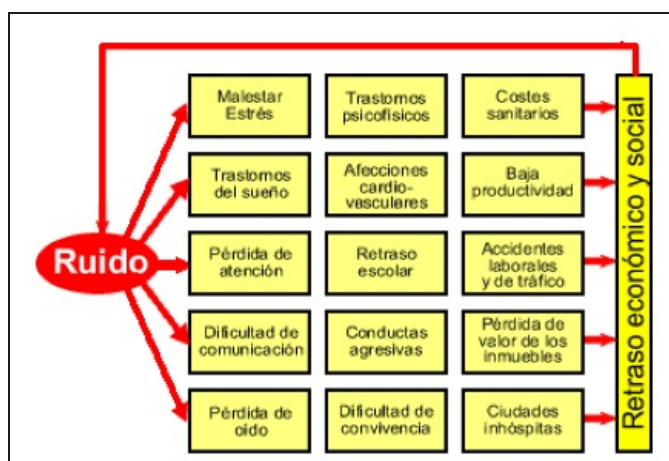 Malestar
Estrés
Trastornos
psicofísicos
Costes
sanitarios
Trastornos
del sueño
Afecciones
cardio-
vasculares
Baja
productividad
Ruido
Pérdida de
atención
Retraso
escolar
Accidentes
laborales
y de tráfico
Dificultad de
comunicación
Conductas
agresivas
Pérdida de
valor de los
inmuebles
Pérdida de
oido
Dificultad de
convivencia
Ciudades
inhóspitas
Retraso económico y social